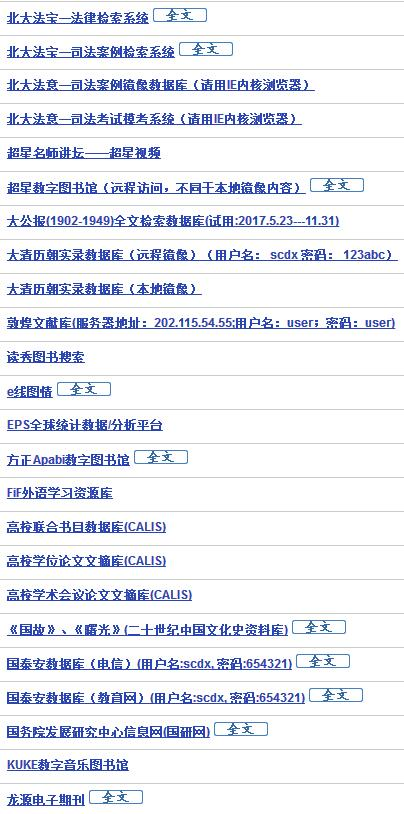 北大法宝—法律检索系统 全文
北大法宝—司法案例检索系统 全文
北大法意—司法案例镜像数据库（请用IE内核浏览器）
北大法意—司法考试模考系统（请用IE内核浏览器）
超星名师讲坛——超星视频
超星数字图书馆（远程访问，不同于本地镜像内容） 全文
大公报(1902-1949)全文检索数据库(试用:2017.5.23---11.31)
大清历朝实录数据库（远程镜像）（用户名： scdx 密码： 123abc）
大清历朝实录数据库（本地镜像）
敦煌文献库(服务器地址：202.115.54.55;用户名：user；密码：user)
读秀图书搜索
e线图情 全文
EPS全球统计数据/分析平台
方正Apabi数字图书馆 全文
FiF外语学习资源库
高校联合书目数据库(CALIS)
高校学位论文文摘库(CALIS)
高校学术会议论文文摘库(CALIS)
《国故》、《曙光》(二十世纪中国文化史资料库) 全文
国泰安数据库（电信）(用户名:scdx, 密码:654321) 全文
国泰安数据库（教育网）(用户名:scdx, 密码:654321) 全文
国务院发展研究中心信息网(国研网) 全文
KUKE数字音乐图书馆
龙源电子期刊 全文